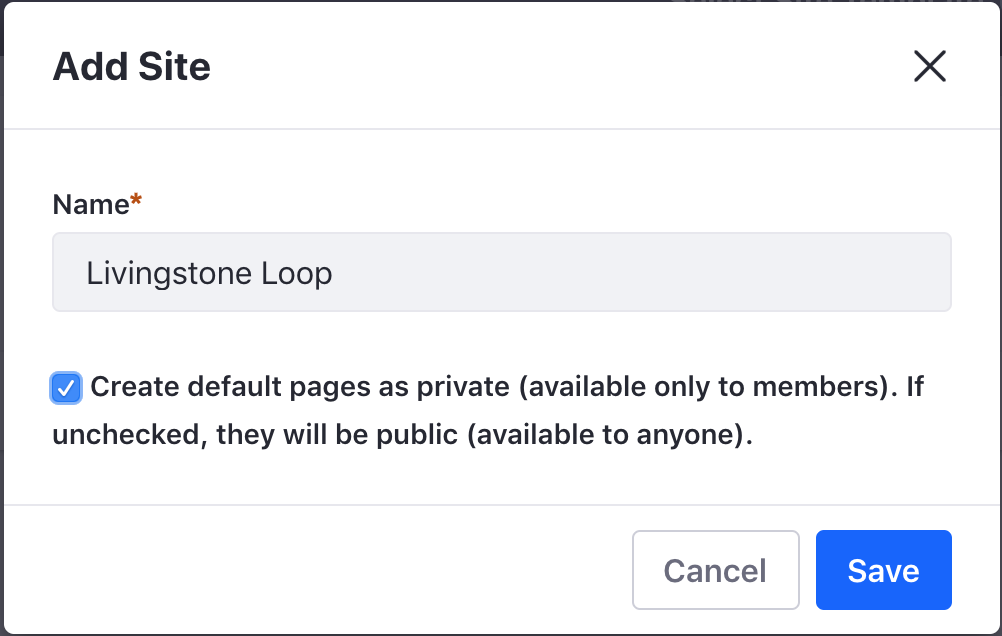 Add Site
Name*
Livingstone Loop
Create default pages as private (available only to members). If
unchecked, they will be public (available to anyone).
Cancel
Save